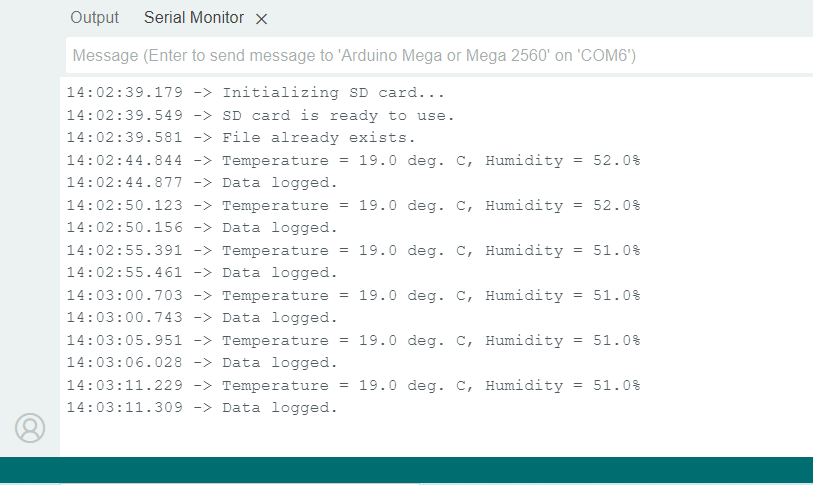 Output Serial Monitor
Message (Enter to send message to 'Arduino Mega or Mega 2560' on 'COM6')
14:02:39.179 -> Initializing SD card...
14:02:39.549 -> SD card is ready to use.
14:02:39.581 -> File already exists.
14:02:44.844 -> Temperature = 19.0 deg. C, Humidity = 52.0%
14:02:44.877 -> Data logged.
14:02:50.123 -> Temperature = 19.0 deg. C, Humidity = 52.0%
14:02:50.156 -> Data logged.
14:02:55.391 -> Temperature = 19.0 deg. C, Humidity = 51.0%
14:02:55.461 -> Data logged.
14:03:00.703 -> Temperature = 19.0 deg. C, Humidity = 51.0%
14:03:00.743 -> Data logged.
14:03:05.951 -> Temperature = 19.0 deg. C, Humidity = 51.0%
14:03:06.028 -> Data logged.
14:03:11.229 -> Temperature = 19.0 deg. C, Humidity = 51.0%
14:03:11.309 -> Data logged.